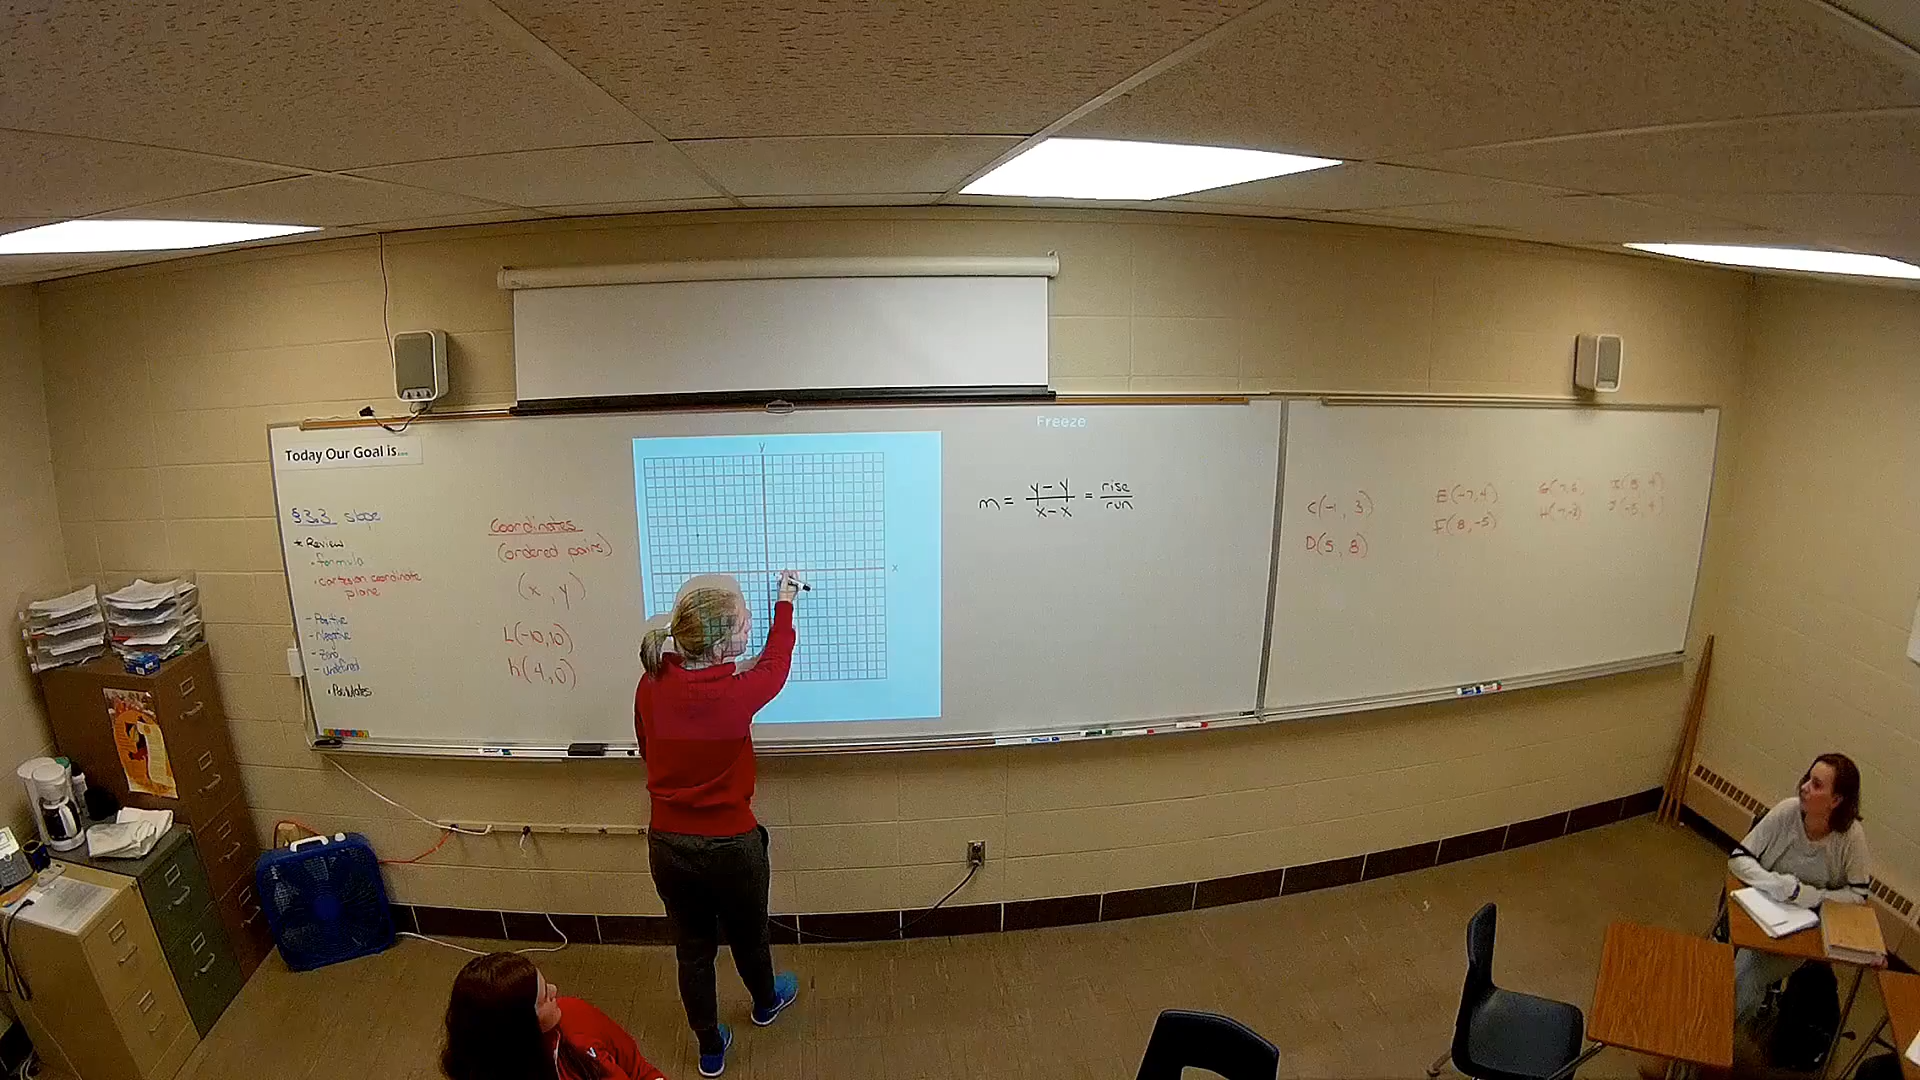 Today Our Goal is...
§3.3 slope
* Review
· formula
· cartesian coordinate
plane
- Positive
- Negative
- Zero
- Undefined
Coordinates
(ordered pairs)
(x, y)
L(-10,10)
h(4,0)
y
x
Freeze
m = y-y / x-x = rise / run
C(-1, 3)
D(5, 8)
E(-7,4)
F(8,-5)